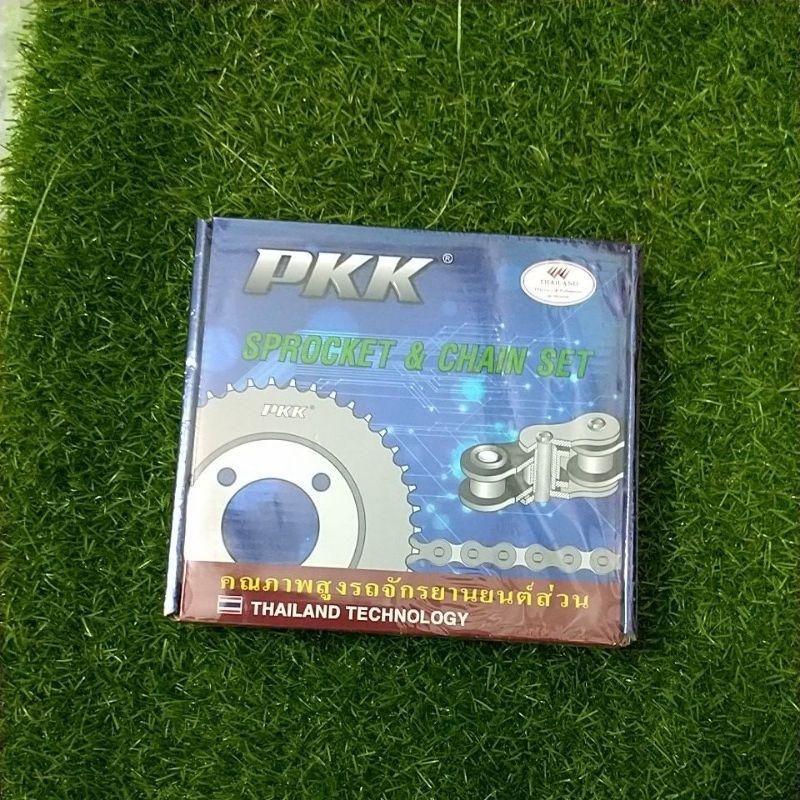 PKK®
THAILAND
SPROCKET & CHAIN SET
PKK®
คณภาพสูงรถจักรยานยนต์ส่วน
THAILAND TECHNOLOGY